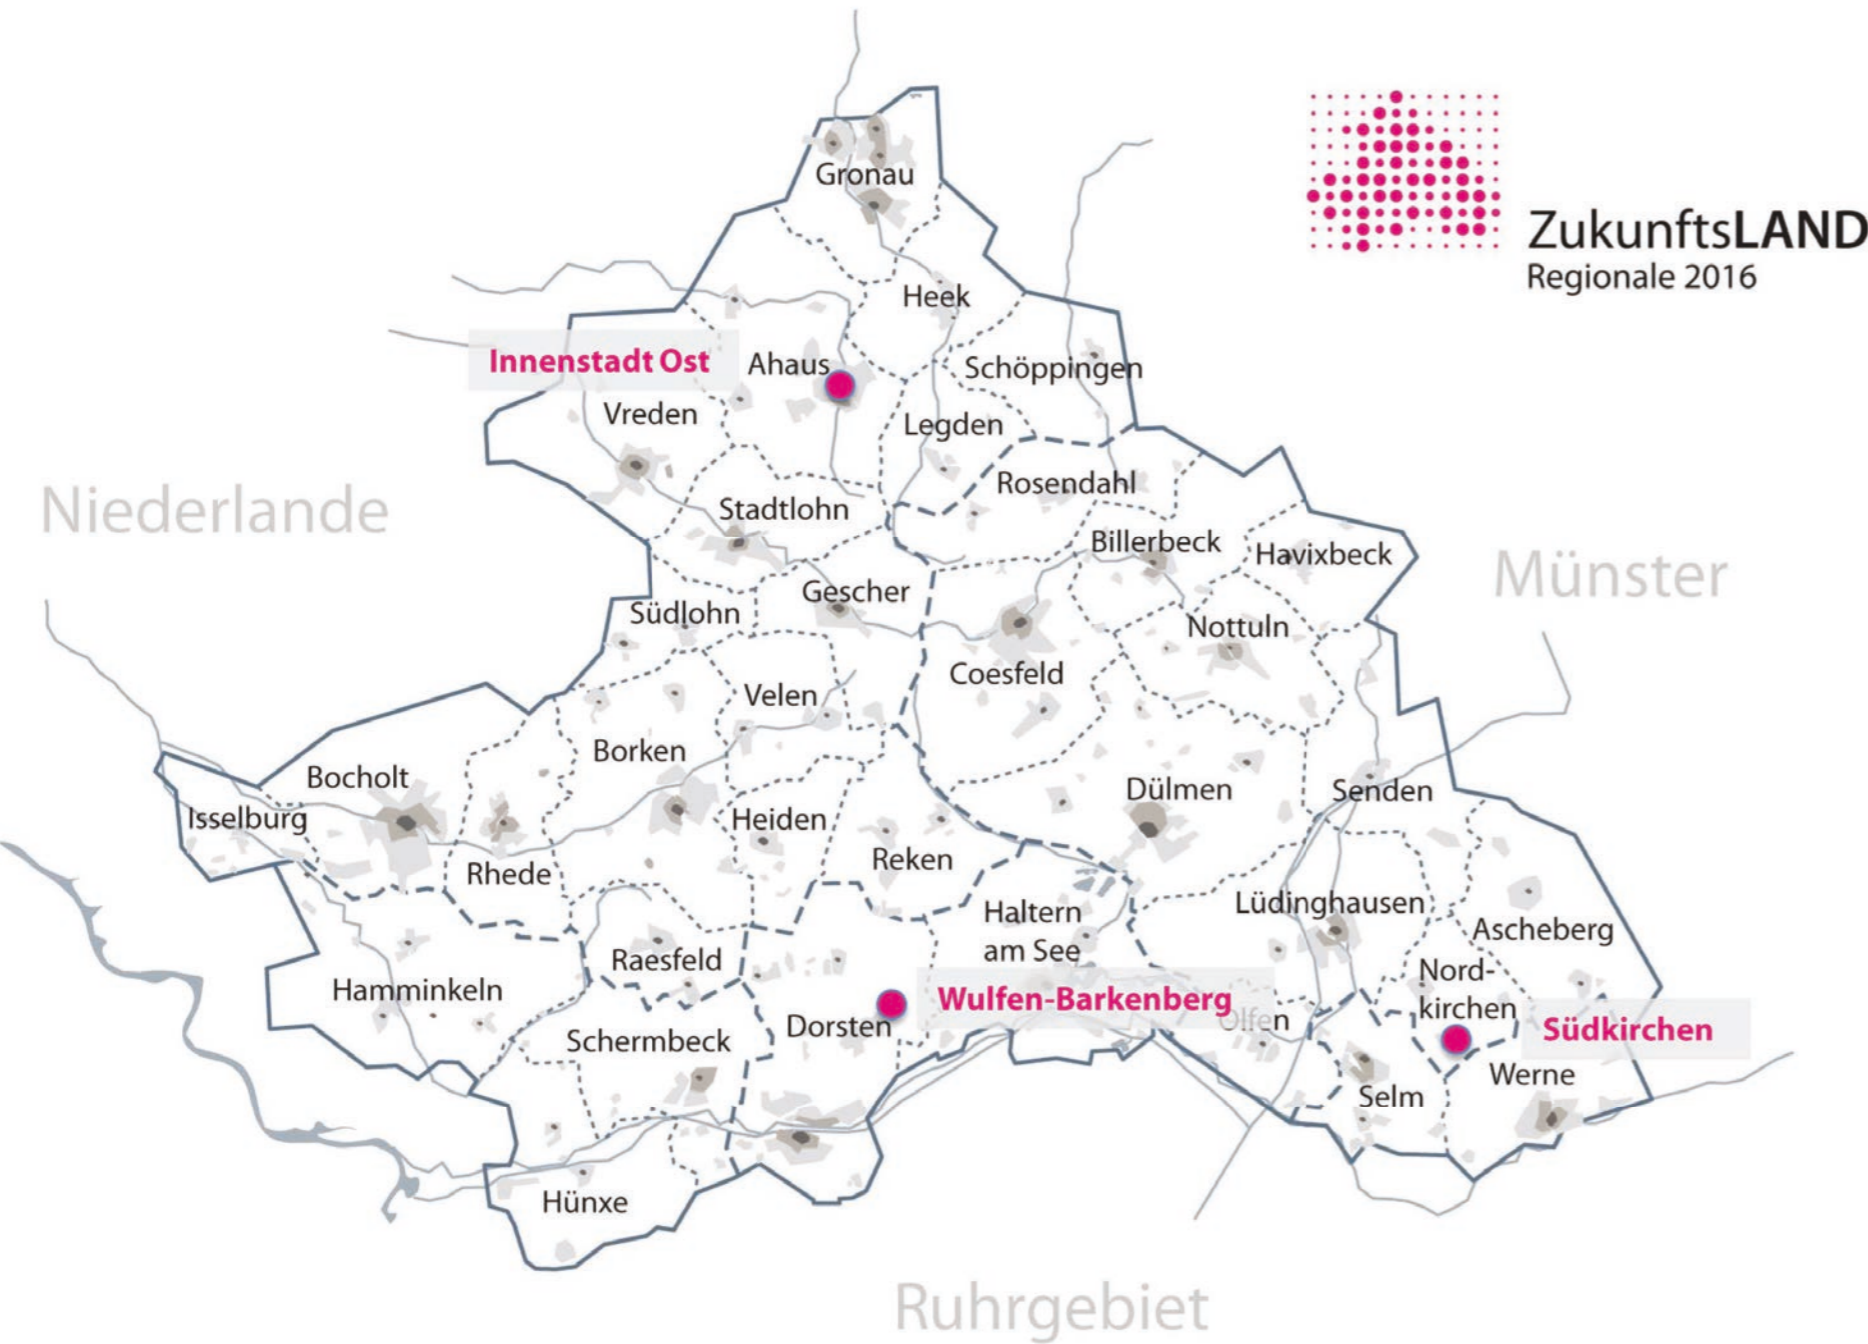 Gronau
ZukunftsLAND
Regionale 2016
Heek
Innenstadt Ost
Ahaus
Schöppingen
Vreden
Legden
Rosendahl
Niederlande
Stadtlohn
Billerbeck
Havixbeck
Münster
Gescher
Südlohn
Nottuln
Coesfeld
Velen
Borken
Bocholt
Dülmen
Senden
Isselburg
Heiden
Reken
Rhede
Lüdinghausen
Haltern
am See
Ascheberg
Raesfeld
Nord-
kirchen
Hamminkeln
Wulfen-Barkenberg
Olfen
Dorsten
Südkirchen
Schermbeck
Werne
Selm
Hünxe
Ruhrgebiet